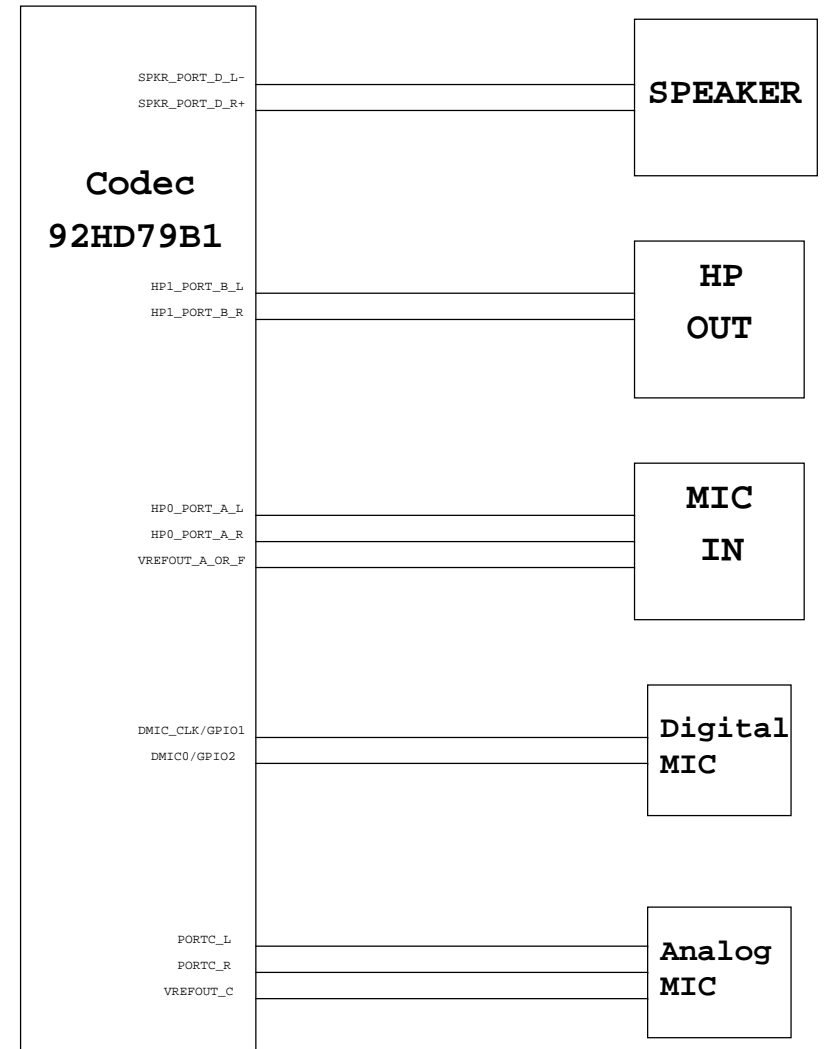 SPKR_PORT_D_L-
SPKR_PORT_D_R+
SPEAKER
Codec
92HD79B1
HP1_PORT_B_L
HP1_PORT_B_R
HP
OUT
HP0_PORT_A_L
HP0_PORT_A_R
VREFOUT_A_OR_F
MIC
IN
DMIC_CLK/GPIO1
DMIC0/GPIO2
Digital
MIC
PORTC_L
PORTC_R
VREFOUT_C
Analog
MIC